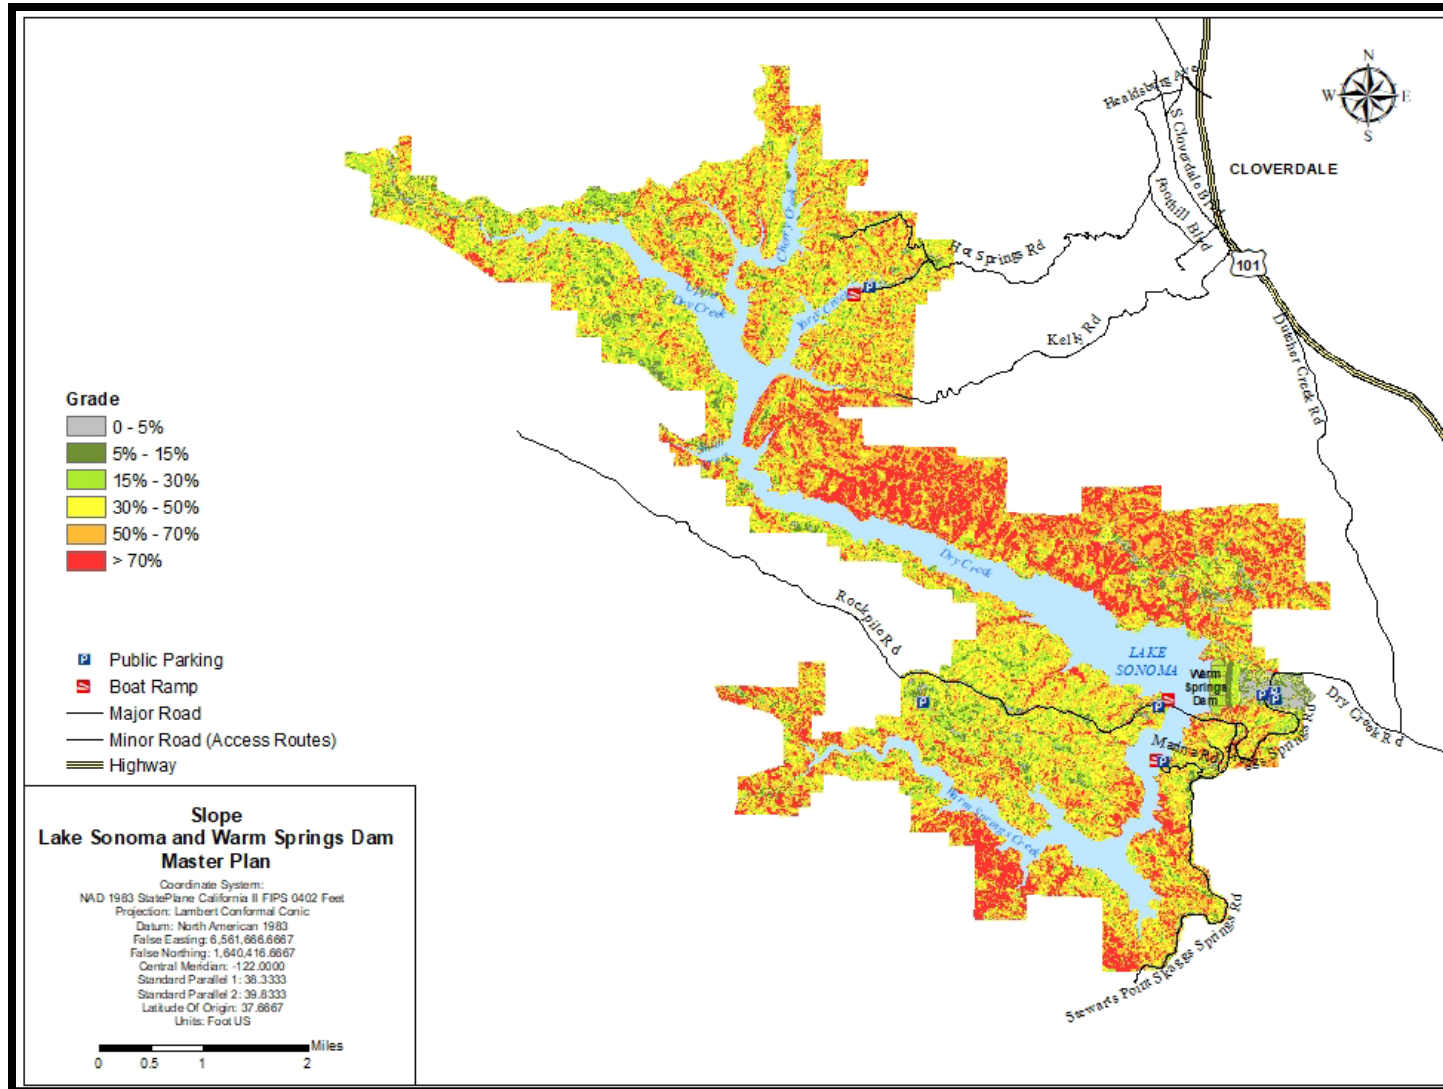 N
W E
S
Healdsburg Ave
S Cloverdale Blvd
Foothill Blvd
CLOVERDALE
101
Hot Springs Rd
Kelly Rd
Dutcher Creek Rd
Cherry Creek
Upper
Dry Creek
Yorty Creek
Dry Creek
Rockpile Rd
LAKE
SONOMA
Warm
Springs
Dam
Dry Creek Rd
Marina Rd
Skaggs Springs Rd
Warm Springs Creek
Stewarts Point Skaggs Springs Rd
Grade
0 - 5%
5% - 15%
15% - 30%
30% - 50%
50% - 70%
> 70%
P Public Parking
Boat Ramp
Major Road
Minor Road (Access Routes)
Highway
Slope
Lake Sonoma and Warm Springs Dam
Master Plan
Coordinate System:
NAD 1983 StatePlane California II FIPS 0402 Feet
Projection: Lambert Conformal Conic
Datum: North American 1983
False Easting: 6,561,666.6667
False Northing: 1,640,416.6667
Central Meridian: -122.0000
Standard Parallel 1: 38.3333
Standard Parallel 2: 39.8333
Latitude Of Origin: 37.6667
Units: Foot US
Miles
0 0.5 1 2